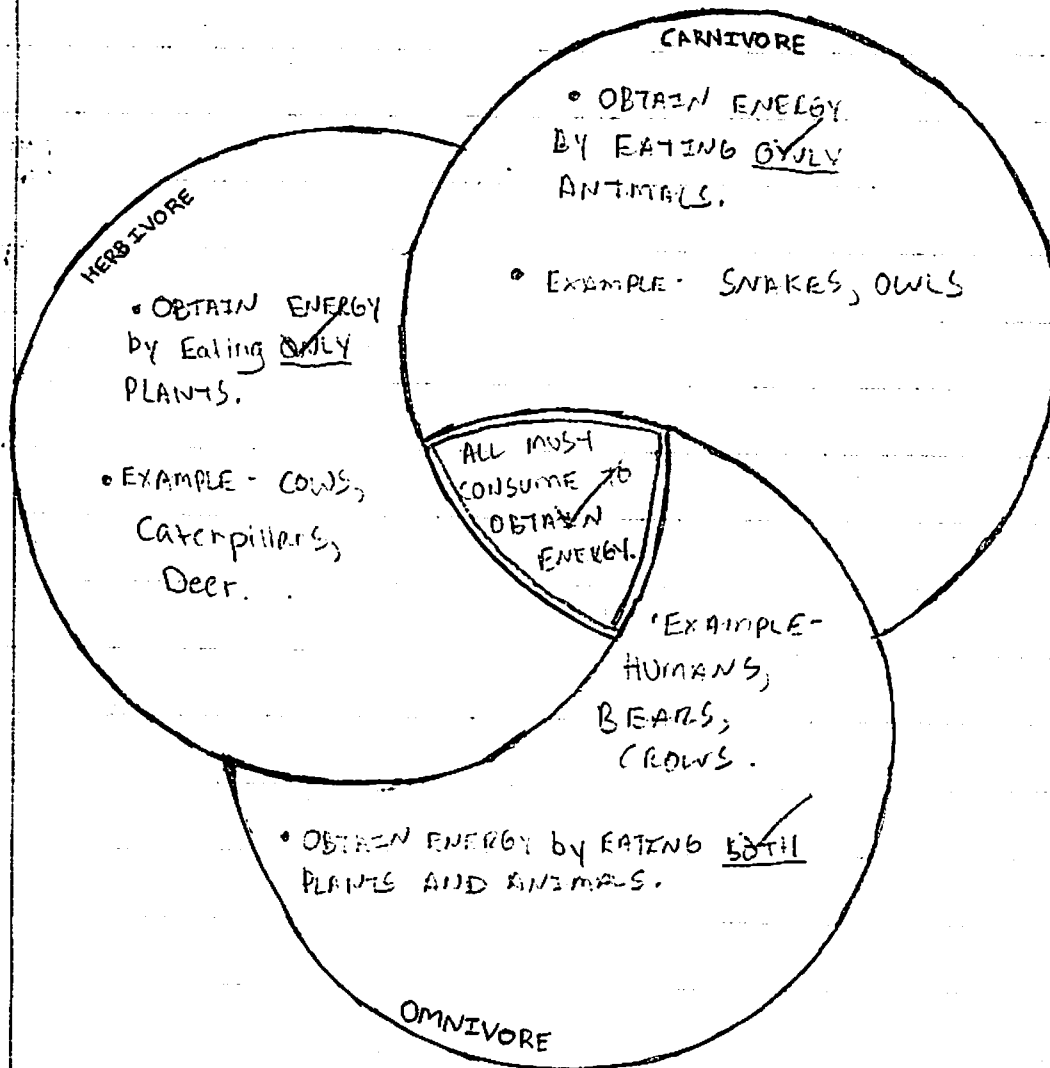 CARNIVORE
• OBTAIN ENERGY
BY EATING ONLY
ANIMALS.
• EXAMPLE - SNAKES, OWLS
HERBIVORE
• OBTAIN ENERGY
by Eating ONLY
PLANTS.
• EXAMPLE - COWS,
Caterpillars,
Deer.
ALL MUST
CONSUME TO
OBTAIN
ENERGY.
• EXAMPLE -
HUMANS,
BEARS,
CROWS.
• OBTAIN ENERGY by EATING BOTH
PLANTS AND ANIMALS.
OMNIVORE